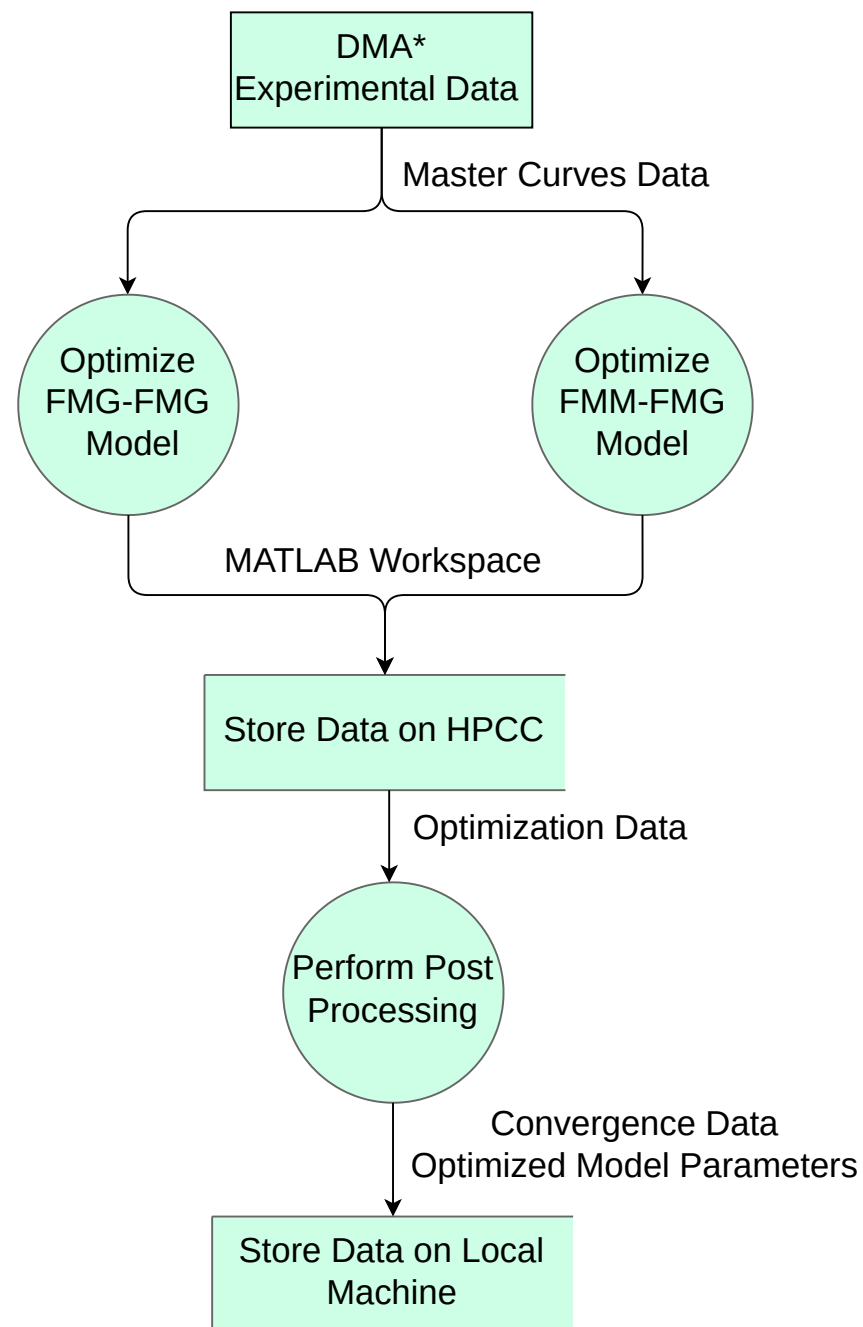 DMA*
Experimental Data
Master Curves Data
Optimize
FMG-FMG
Model
Optimize
FMM-FMG
Model
MATLAB Workspace
Store Data on HPCC
Optimization Data
Perform Post
Processing
Convergence Data
Optimized Model Parameters
Store Data on Local
Machine